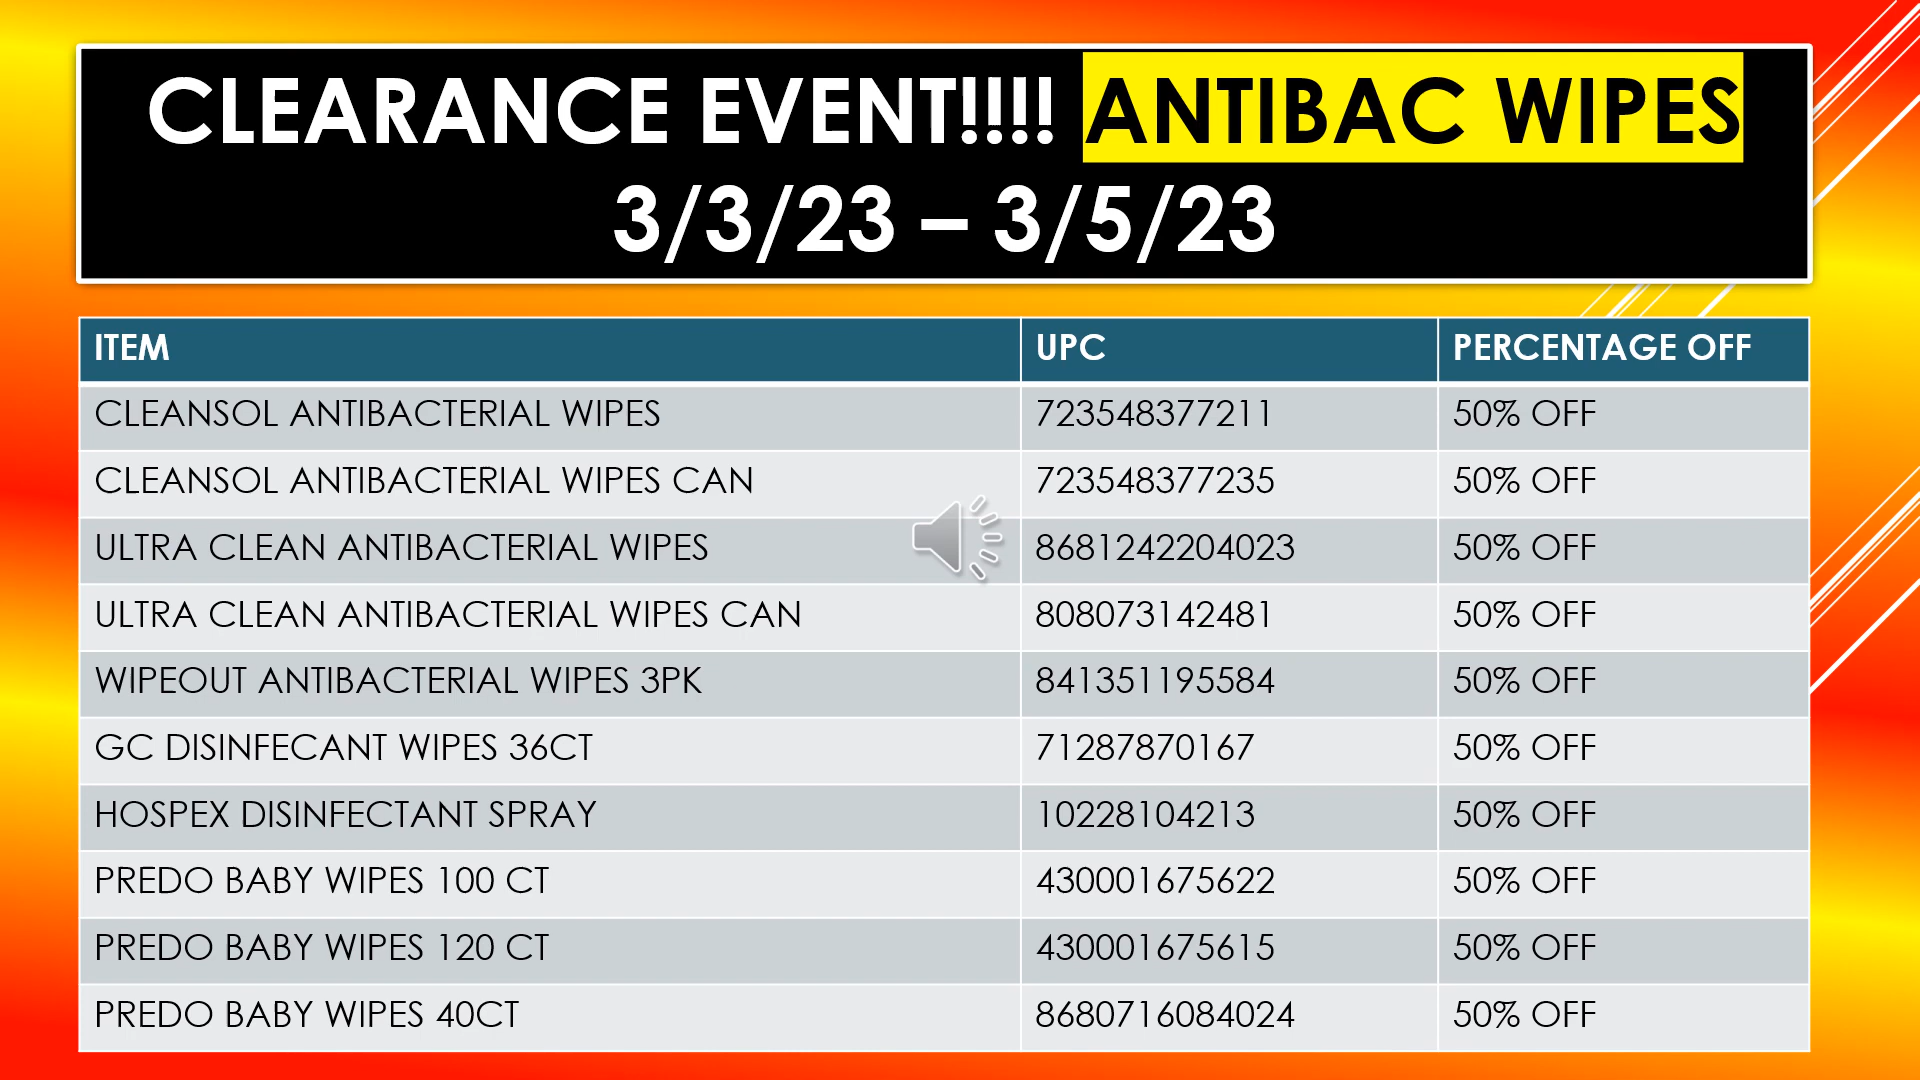 CLEARANCE EVENT!!!! ANTIBAC WIPES
3/3/23 – 3/5/23
ITEM UPC PERCENTAGE OFF
CLEANSOL ANTIBACTERIAL WIPES 723548377211 50% OFF
CLEANSOL ANTIBACTERIAL WIPES CAN 723548377235 50% OFF
ULTRA CLEAN ANTIBACTERIAL WIPES 8681242204023 50% OFF
ULTRA CLEAN ANTIBACTERIAL WIPES CAN 808073142481 50% OFF
WIPEOUT ANTIBACTERIAL WIPES 3PK 841351195584 50% OFF
GC DISINFECANT WIPES 36CT 71287870167 50% OFF
HOSPEX DISINFECTANT SPRAY 10228104213 50% OFF
PREDO BABY WIPES 100 CT 430001675622 50% OFF
PREDO BABY WIPES 120 CT 430001675615 50% OFF
PREDO BABY WIPES 40CT 8680716084024 50% OFF